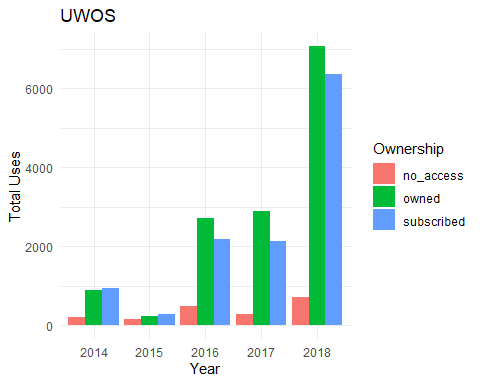 UWOS
Total Uses
6000
4000
2000
0
2014 2015 2016 2017 2018
Year
Ownership
no_access
owned
subscribed